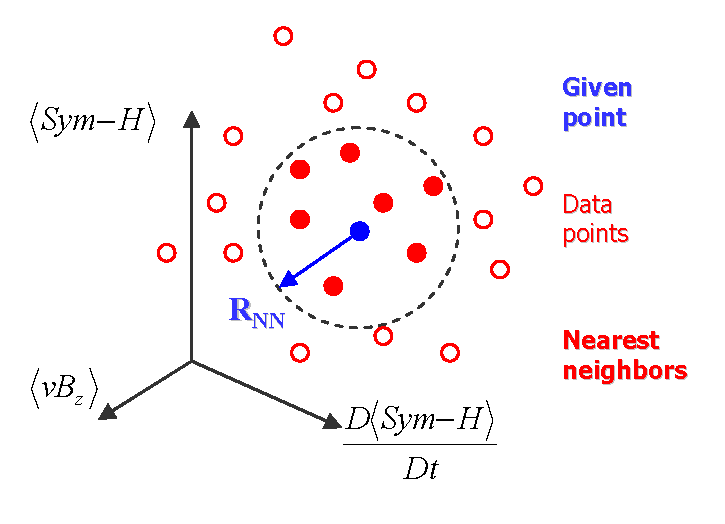 ⟨Sym−H⟩
Given
point
Data
points
R_NN
Nearest
neighbors
⟨vB_z⟩
D⟨Sym−H⟩
Dt